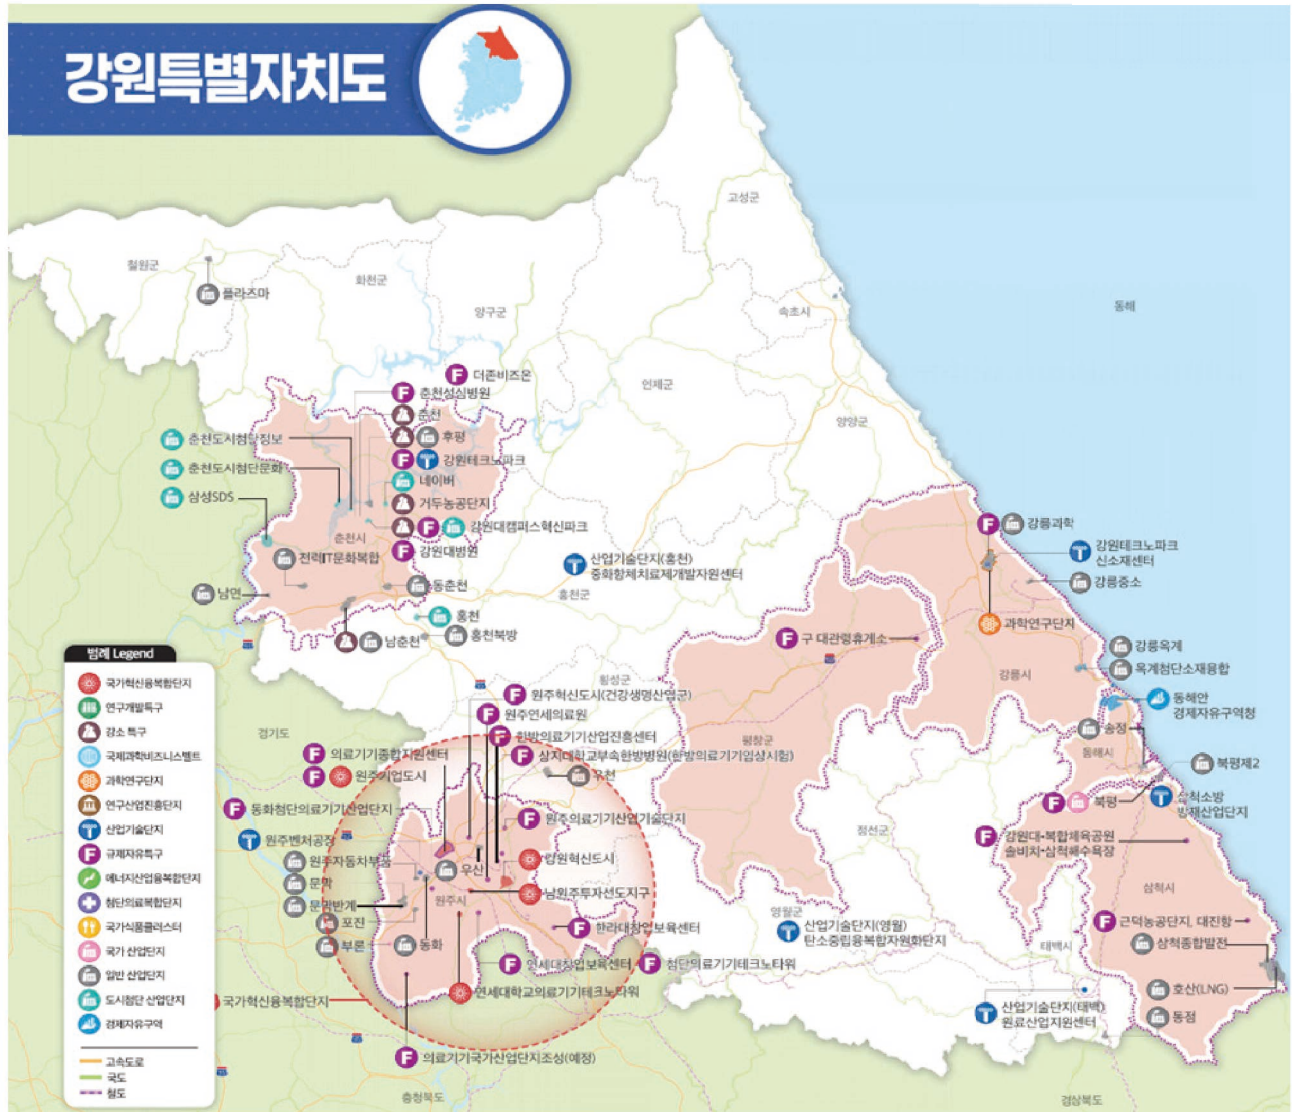 강원특별자치도
고성군
철원군
화천군
플라즈마
양구군
속초시
동해
인제군
양양군
더존비즈온
춘천성심병원
춘천
후평
강원테크노파크
네이버
거두농공단지
강원대캠퍼스혁신파크
강원대병원
춘천도시첨단정보
춘천도시첨단문화
삼성SDS
춘천시
전력IT문화복합
동춘천
남면
남춘천
홍천
홍천북방
산업기술단지(홍천)
중화항체치료제개발지원센터
홍천군
강릉과학
강원테크노파크
신소재센터
강릉중소
과학연구단지
구 대관령휴게소
강릉옥계
옥계첨단소재융합
강릉시
동해안
경제자유구역청
송정
동해시
북평제2
북평
삼척소방
방재산업단지
강원대•복합체육공원
솔비치•삼척해수욕장
삼척시
근덕농공단지, 대진항
삼척종합발전
호산(LNG)
동점
태백시
산업기술단지(태백)
원료산업지원센터
경상북도
평창군
정선군
영월군
산업기술단지(영월)
탄소중립융복합자원화단지
횡성군
원주혁신도시(건강생명산업군)
원주연세의료원
한방의료기기산업진흥센터
상지대학교부속한방병원(한방의료기기임상시험)
우천
의료기기종합지원센터
원주기업도시
동화첨단의료기기산업단지
원주벤처공장
원주의료기기산업기술단지
원주자동차부품
우산
강원혁신도시
문막
원주시
남원주투자선도지구
문막반계
포진
부론
동화
한라대창업보육센터
연세대창업보육센터
첨단의료기기테크노타워
연세대학교의료기기테크노타워
국가혁신융복합단지
의료기기국가산업단지조성(예정)
경기도
충청북도
범례 Legend
국가혁신융복합단지
연구개발특구
강소 특구
국제과학비즈니스벨트
과학연구단지
연구산업진흥단지
산업기술단지
규제자유특구
에너지산업융복합단지
첨단의료복합단지
국가식품클러스터
국가 산업단지
일반 산업단지
도시첨단 산업단지
경제자유구역
고속도로
국도
철도